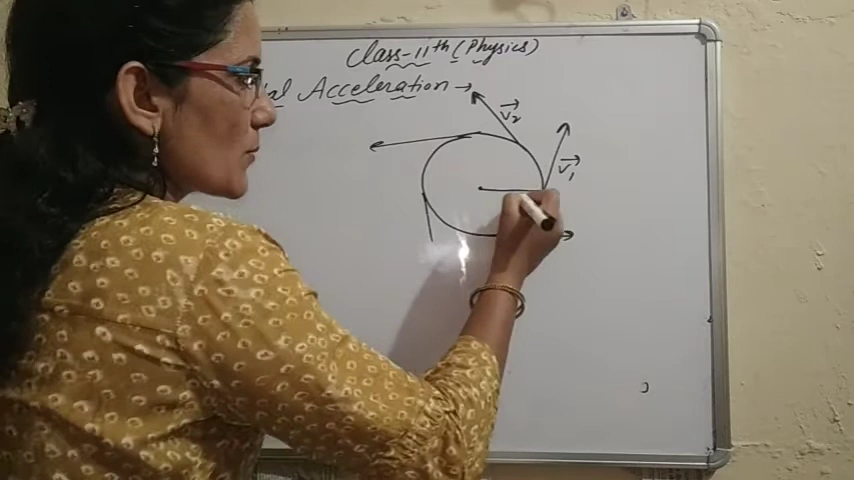 Class-11th (Physics)
Acceleration →
v₂
v₁